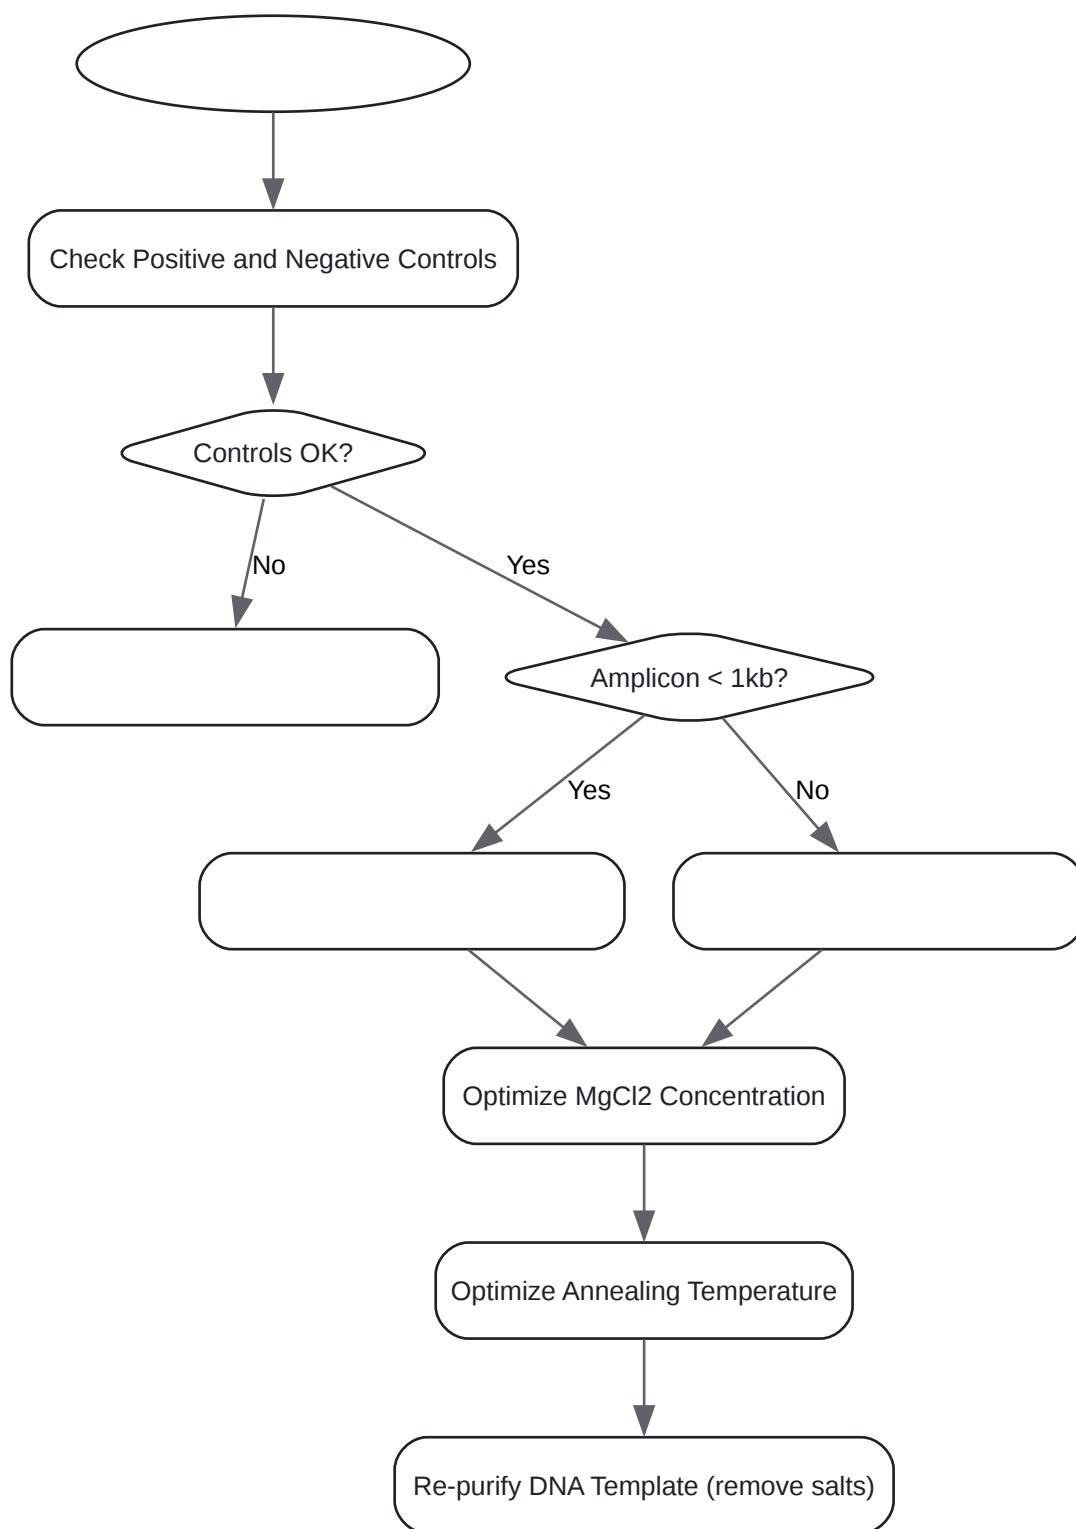 Check Positive and Negative Controls
Controls OK?
No
Yes
Amplicon < 1kb?
Yes
No
Optimize MgCl2 Concentration
Optimize Annealing Temperature
Re-purify DNA Template (remove salts)